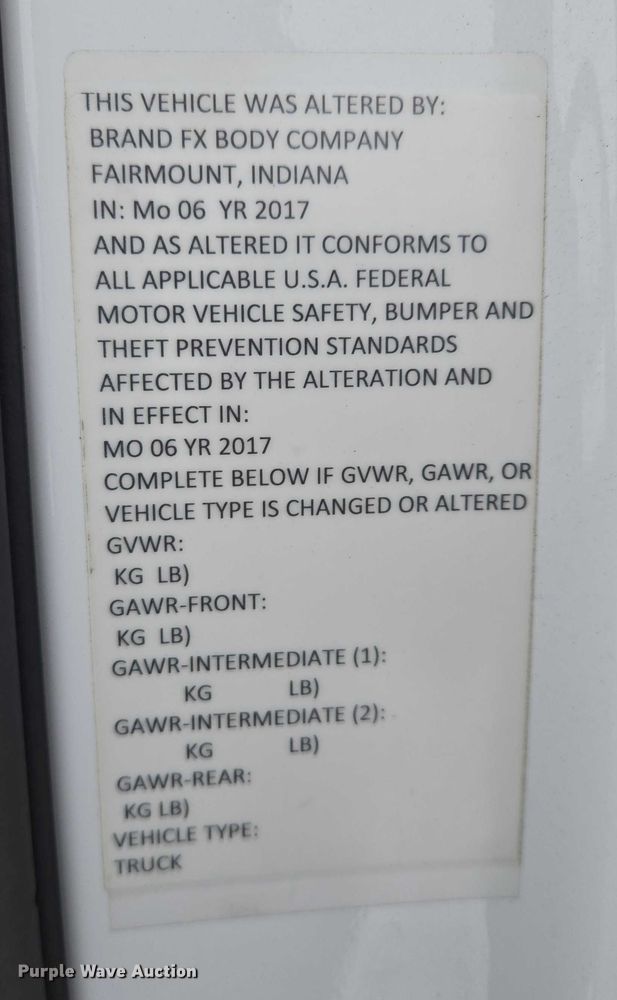 THIS VEHICLE WAS ALTERED BY:
BRAND FX BODY COMPANY
FAIRMOUNT, INDIANA
IN: Mo 06 YR 2017
AND AS ALTERED IT CONFORMS TO
ALL APPLICABLE U.S.A. FEDERAL
MOTOR VEHICLE SAFETY, BUMPER AND
THEFT PREVENTION STANDARDS
AFFECTED BY THE ALTERATION AND
IN EFFECT IN:
MO 06 YR 2017
COMPLETE BELOW IF GVWR, GAWR, OR
VEHICLE TYPE IS CHANGED OR ALTERED
GVWR:
KG LB)
GAWR-FRONT:
KG LB)
GAWR-INTERMEDIATE (1):
KG LB)
GAWR-INTERMEDIATE (2):
KG LB)
GAWR-REAR:
KG LB)
VEHICLE TYPE:
TRUCK
Purple Wave Auction